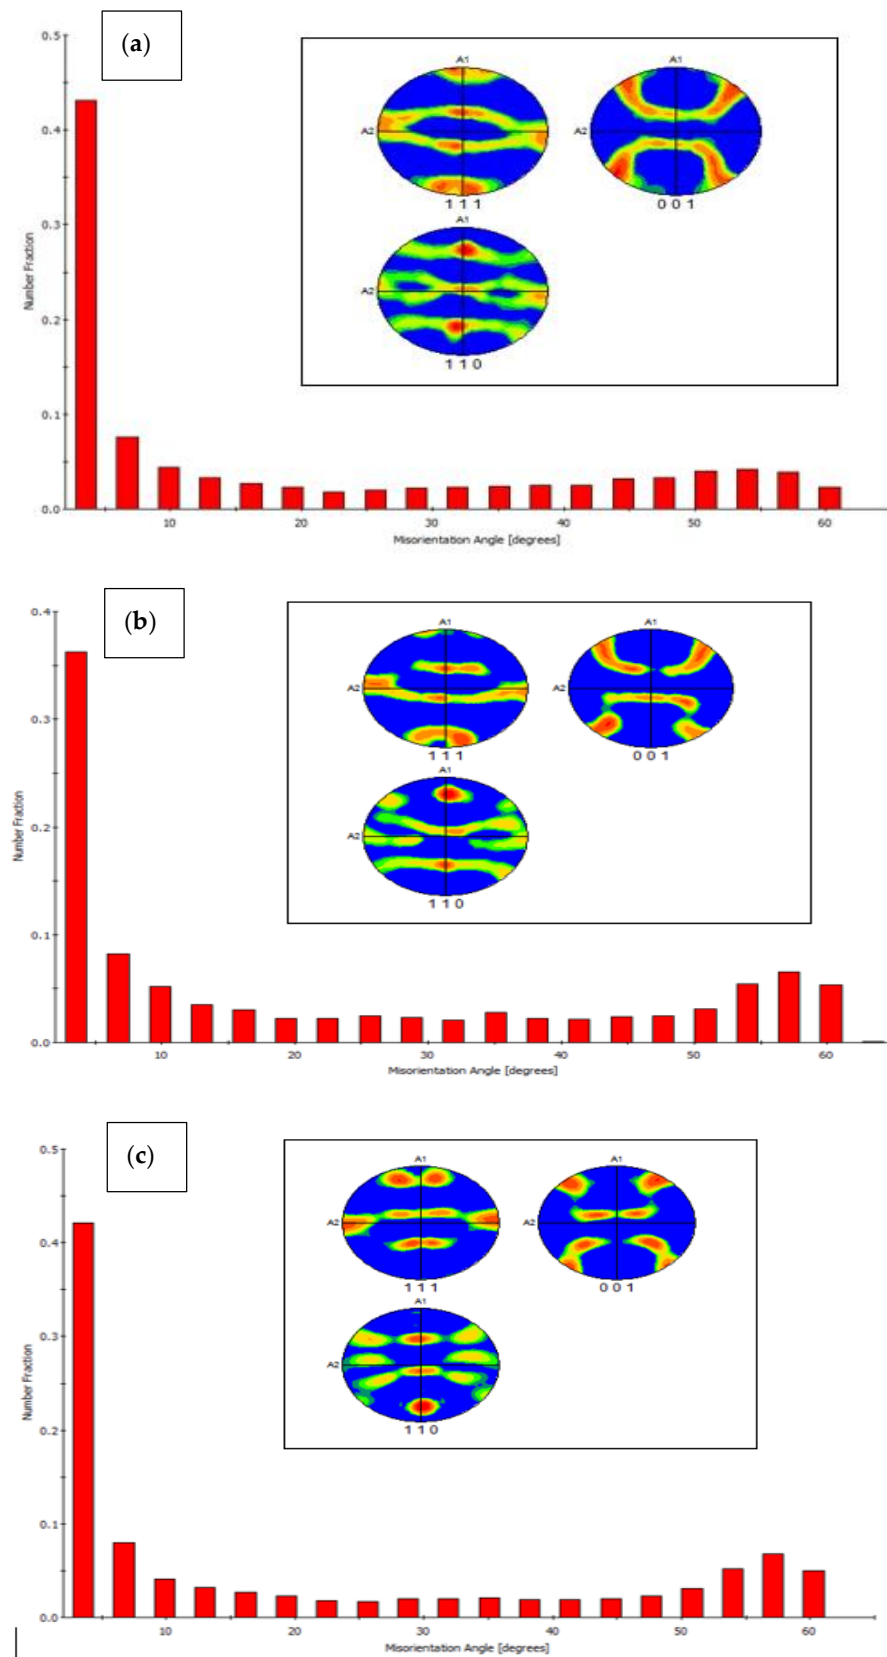 (a)
0.5
0.4
0.3
0.2
0.1
0.0
Number Fraction
A1
A2
1 1 1
A1
A2
0 0 1
A1
A2
1 1 0
10 20 30 40 50 60
Misorientation Angle [degrees]
(b)
0.4
0.3
0.2
0.1
0.0
Number Fraction
A1
A2
1 1 1
A1
A2
0 0 1
A1
A2
1 1 0
10 20 30 40 50 60
Misorientation Angle [degrees]
(c)
0.5
0.4
0.3
0.2
0.1
0.0
Number Fraction
A1
A2
1 1 1
A1
A2
0 0 1
A1
A2
1 1 0
10 20 30 40 50 60
Misorientation Angle [degrees]